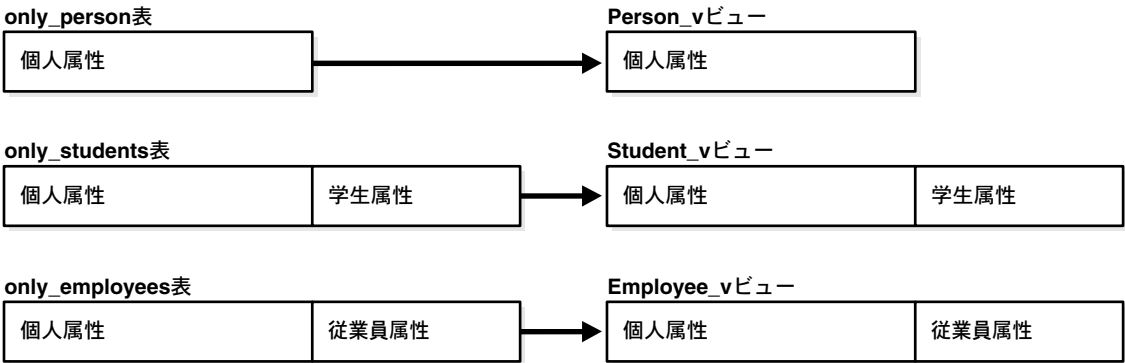 only_person表 Person_vビュー
個人属性 個人属性
only_students表 Student_vビュー
個人属性 学生属性 個人属性 学生属性
only_employees表 Employee_vビュー
個人属性 従業員属性 個人属性 従業員属性